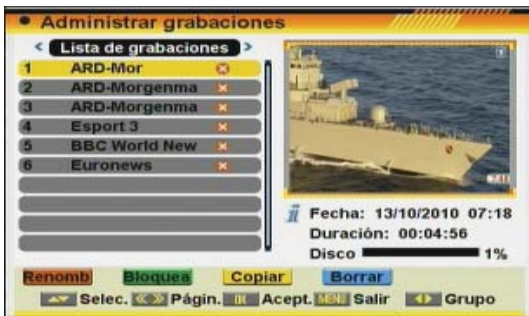 Administrar grabaciones
Lista de grabaciones
1 ARD-Mor
2 ARD-Morgenma
3 ARD-Morgenma
4 Esport 3
5 BBC World New
6 Euronews
Fecha: 13/10/2010 07:18
Duración: 00:04:56
Disco 1%
Renomb Bloquea Copiar Borrar
Selec. Págin. Acept. MENU Salir Grupo